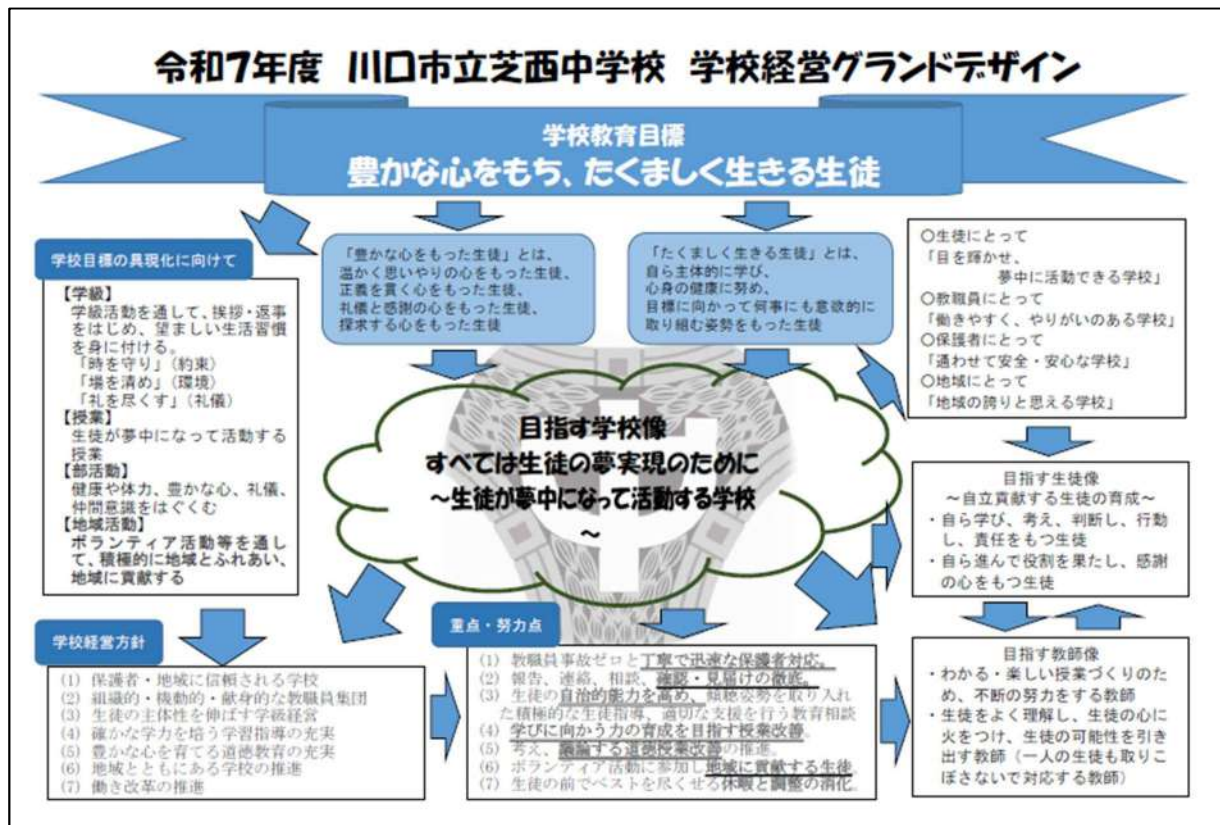 令和7年度 川口市立芝西中学校 学校経営グランドデザイン
学校教育目標
豊かな心をもち、たくましく生きる生徒
学校目標の具現化に向けて
【学級】
学級活動を通して、挨拶・返事
をはじめ、望ましい生活習慣
を身に付ける。
「時を守り」(約束)
「場を清め」(環境)
「礼を尽くす」(礼儀)
【授業】
生徒が夢中になって活動する
授業
【部活動】
健康や体力、豊かな心、礼儀、
仲間意識をはぐくむ
【地域活動】
ボランティア活動等を通し
て、積極的に地域とふれあい、
地域に貢献する
「豊かな心をもった生徒」とは、
温かく思いやりの心をもった生徒、
正義を貫く心をもった生徒、
礼儀と感謝の心をもった生徒、
探求する心をもった生徒
「たくましく生きる生徒」とは、
自ら主体的に学び、
心身の健康に努め、
目標に向かって何事にも意欲的に
取り組む姿勢をもった生徒
○生徒にとって
「目を輝かせ、
夢中に活動できる学校」
○教職員にとって
「働きやすく、やりがいのある学校」
○保護者にとって
「通わせて安全・安心な学校」
○地域にとって
「地域の誇りと思える学校」
目指す学校像
すべては生徒の夢実現のために
~生徒が夢中になって活動する学校
~
目指す生徒像
~自立貢献する生徒の育成~
・自ら学び、考え、判断し、行動
し、責任をもつ生徒
・自ら進んで役割を果たし、感謝
の心をもつ生徒
学校経営方針
(1) 保護者・地域に信頼される学校
(2) 組織的・機動的・献身的な教職員集団
(3) 生徒の主体性を伸ばす学級経営
(4) 確かな学力を培う学習指導の充実
(5) 豊かな心を育てる道徳教育の充実
(6) 地域とともにある学校の推進
(7) 働き改革の推進
重点・努力点
(1) 教職員事故ゼロと丁寧で迅速な保護者対応。
(2) 報告、連絡、相談、確認・見届けの徹底。
(3) 生徒の自治的能力を高め、傾聴姿勢を取り入れ
た積極的な生徒指導、適切な支援を行う教育相談
(4) 学びに向かう力の育成を目指す授業改善。
(5) 考え、議論する道徳授業改善の推進。
(6) ボランティア活動に参加し地域に貢献する生徒。
(7) 生徒の前でベストを尽くせる休暇と調整の消化。
目指す教師像
・わかる・楽しい授業づくりのた
め、不断の努力をする教師
・生徒をよく理解し、生徒の心に
火をつけ、生徒の可能性を引き
出す教師(一人の生徒も取りこ
ぼさないで対応する教師)